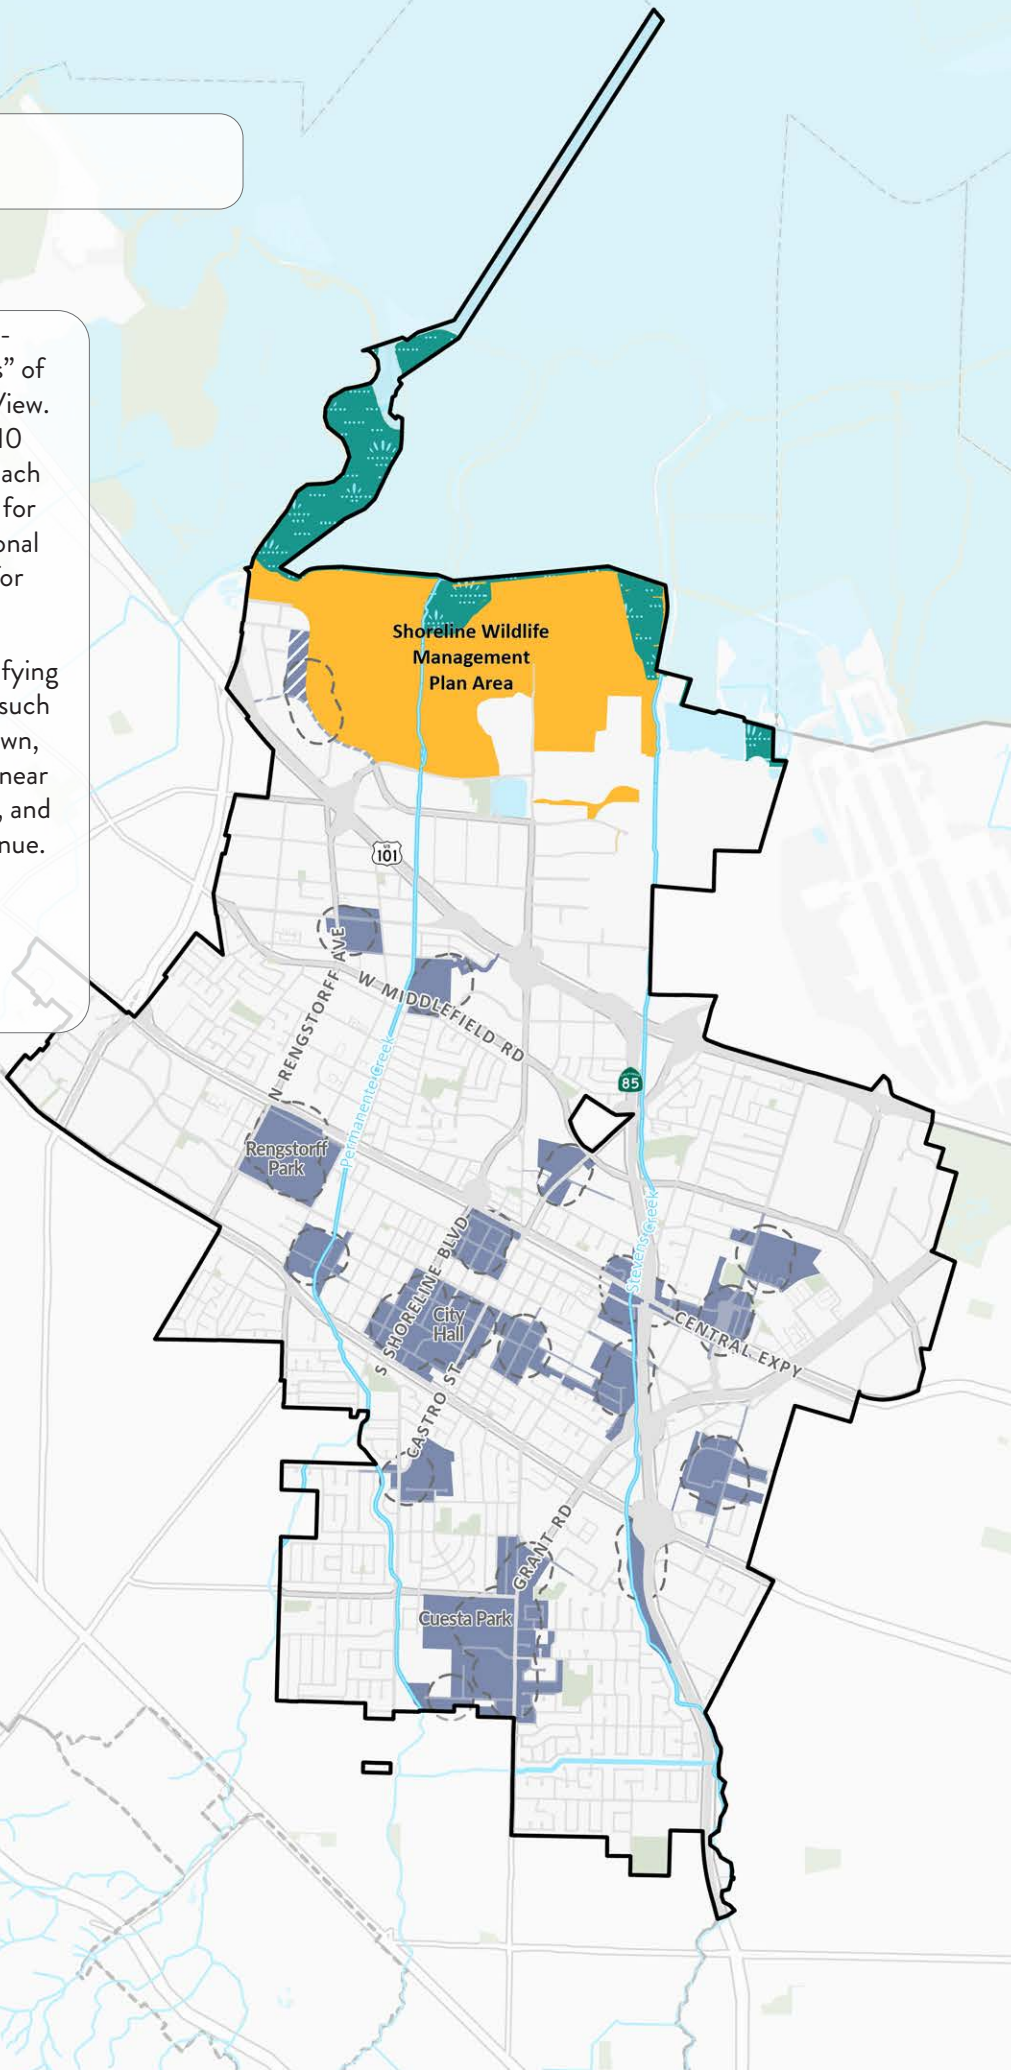 -
s” of
View.
10
each
for
onal
for
fying
such
wn,
near
, and
nue.
Shoreline Wildlife
Management
Plan Area
US
101
N RENGSTORFF AVE
W MIDDLEFIELD RD
Permanente Creek
85
Rengstorff
Park
Stevens Creek
S SHORELINE BLVD
City
Hall
CENTRAL EXPY
CASTRO ST
GRANT RD
Cuesta Park